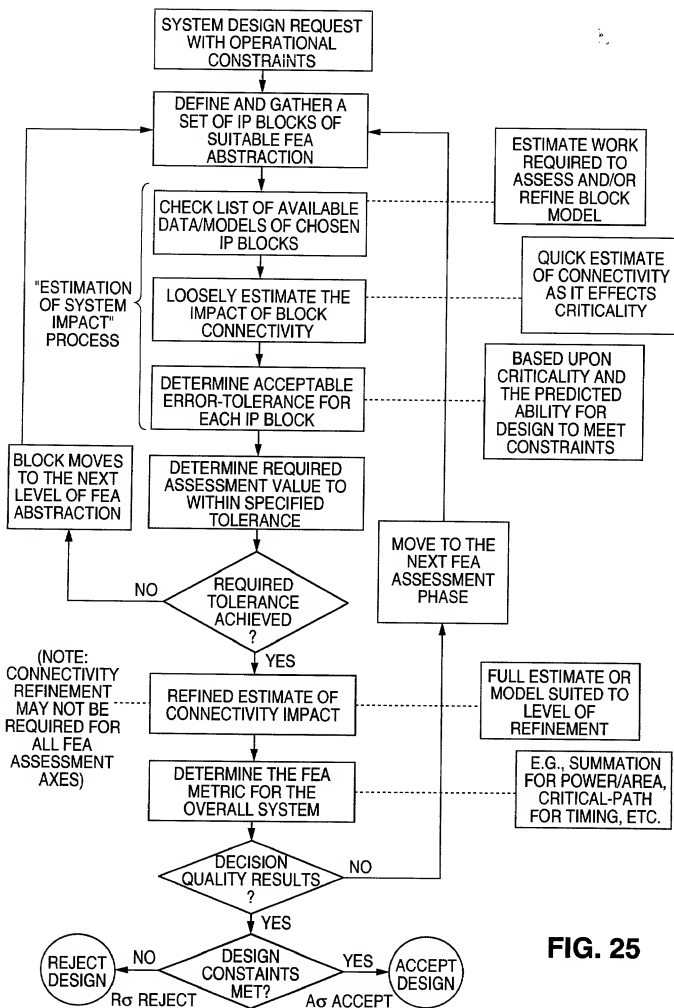 SYSTEM DESIGN REQUEST
WITH OPERATIONAL
CONSTRAINTS
DEFINE AND GATHER A
SET OF IP BLOCKS OF
SUITABLE FEA
ABSTRACTION
ESTIMATE WORK
REQUIRED TO
ASSESS AND/OR
REFINE BLOCK
MODEL
CHECK LIST OF AVAILABLE
DATA/MODELS OF CHOSEN
IP BLOCKS
QUICK ESTIMATE
OF CONNECTIVITY
AS IT EFFECTS
CRITICALITY
"ESTIMATION
OF SYSTEM
IMPACT"
PROCESS
LOOSELY ESTIMATE THE
IMPACT OF BLOCK
CONNECTIVITY
BASED UPON
CRITICALITY AND
THE PREDICTED
ABILITY FOR
DESIGN TO MEET
CONSTRAINTS
DETERMINE ACCEPTABLE
ERROR-TOLERANCE FOR
EACH IP BLOCK
BLOCK MOVES
TO THE NEXT
LEVEL OF FEA
ABSTRACTION
DETERMINE REQUIRED
ASSESSMENT VALUE TO
WITHIN SPECIFIED
TOLERANCE
MOVE TO THE
NEXT FEA
ASSESSMENT
PHASE
NO
REQUIRED
TOLERANCE
ACHIEVED
?
YES
(NOTE:
CONNECTIVITY
REFINEMENT
MAY NOT BE
REQUIRED FOR
ALL FEA
ASSESSMENT
AXES)
REFINED ESTIMATE OF
CONNECTIVITY IMPACT
FULL ESTIMATE OR
MODEL SUITED TO
LEVEL OF
REFINEMENT
DETERMINE THE FEA
METRIC FOR THE
OVERALL SYSTEM
E.G., SUMMATION
FOR POWER/AREA,
CRITICAL-PATH
FOR TIMING, ETC.
DECISION
QUALITY RESULTS
?
NO
YES
REJECT
DESIGN
NO
Rσ REJECT
DESIGN
CONSTAINTS
MET?
YES
Aσ ACCEPT
ACCEPT
DESIGN
FIG. 25